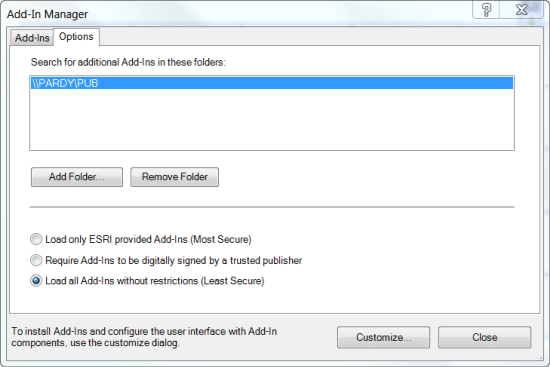 Add-In Manager
Add-Ins
Options
Search for additional Add-Ins in these folders:
\\PARDY\PUB
Add Folder...
Remove Folder
Load only ESRI provided Add-Ins (Most Secure)
Require Add-Ins to be digitally signed by a trusted publisher
Load all Add-Ins without restrictions (Least Secure)
To install Add-Ins and configure the user interface with Add-In
components, use the customize dialog.
Customize...
Close